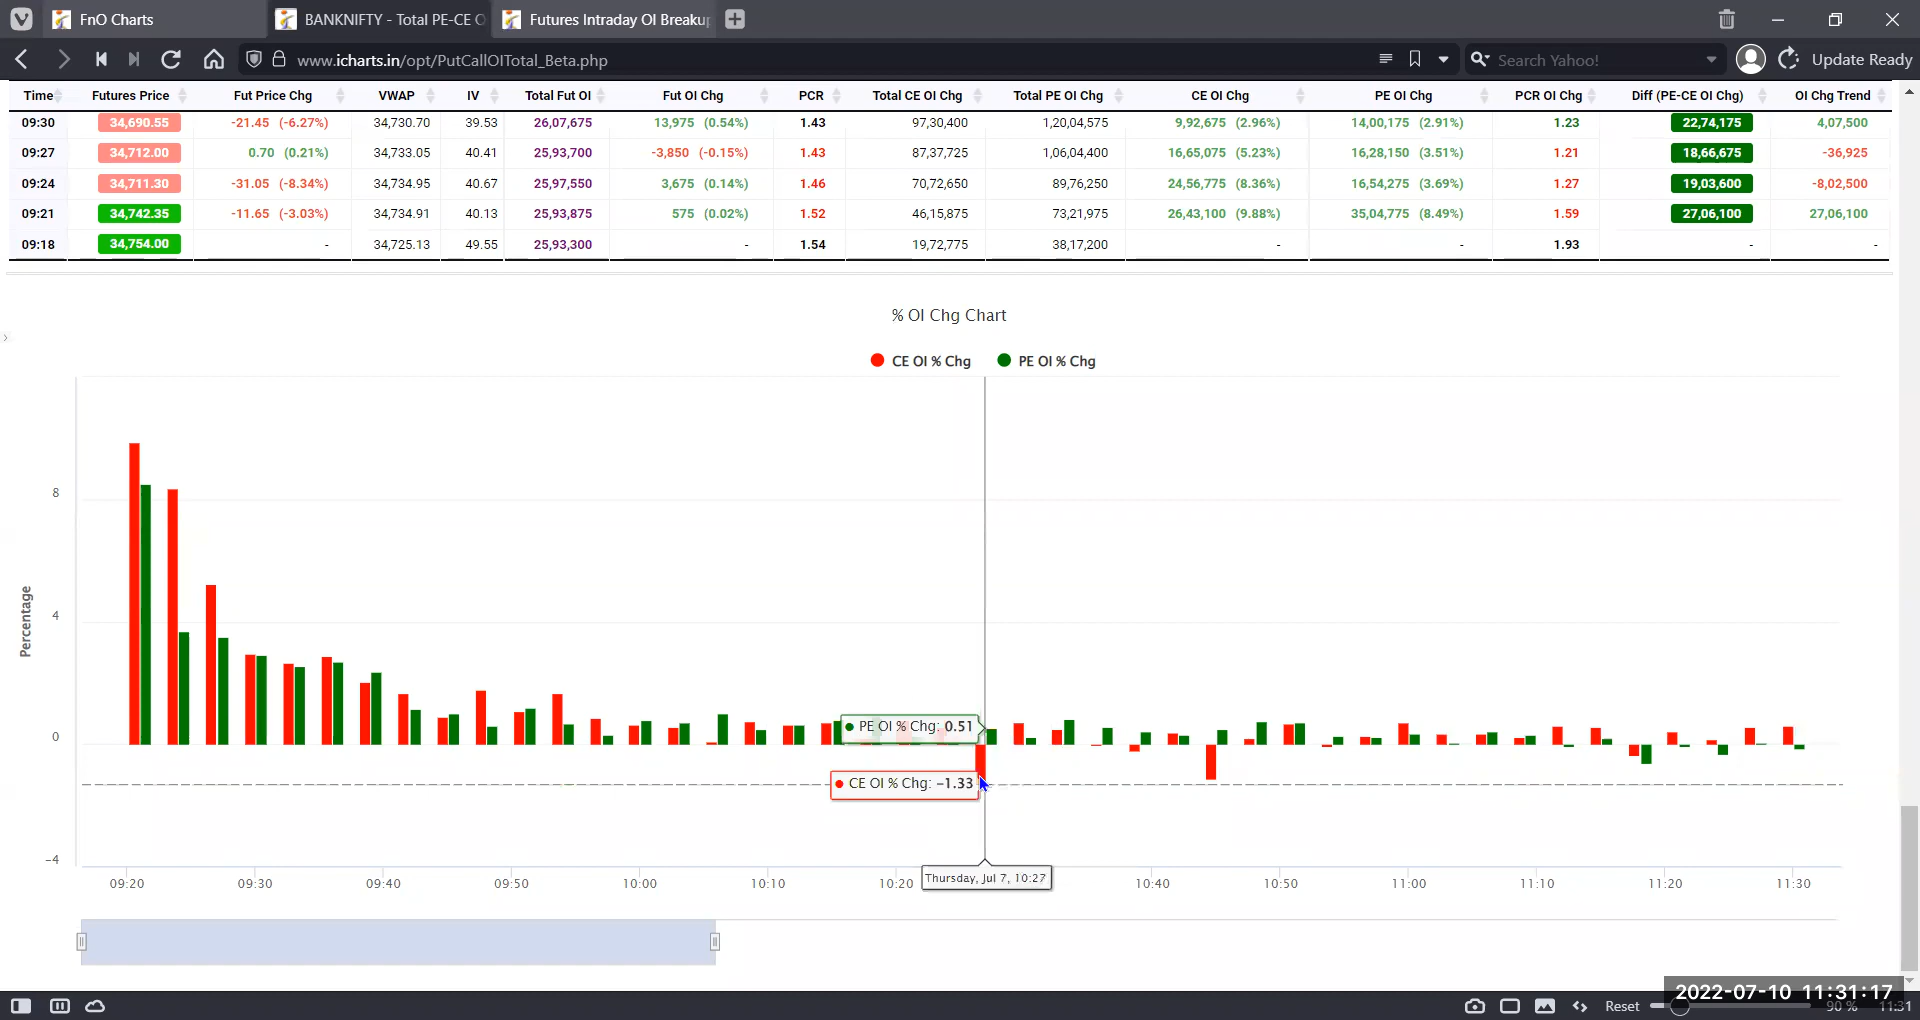 FnO Charts
BANKNIFTY - Total PE-CE O
Futures Intraday OI Breakup
www.icharts.in/opt/PutCallOITotal_Beta.php
Search Yahoo!
Update Ready
Time Futures Price Fut Price Chg VWAP IV Total Fut OI Fut OI Chg PCR Total CE OI Chg Total PE OI Chg CE OI Chg PE OI Chg PCR OI Chg Diff (PE-CE OI Chg) OI Chg Trend
09:30 34,690.55 -21.45 (-6.27%) 34,730.70 39.53 26,07,675 13,975 (0.54%) 1.43 97,30,400 1,20,04,575 9,92,675 (2.96%) 14,00,175 (2.91%) 1.23 22,74,175 4,07,500
09:27 34,712.00 0.70 (0.21%) 34,733.05 40.41 25,93,700 -3,850 (-0.15%) 1.43 87,37,725 1,06,04,400 16,65,075 (5.23%) 16,28,150 (3.51%) 1.21 18,66,675 -36,925
09:24 34,711.30 -31.05 (-8.34%) 34,734.95 40.67 25,97,550 3,675 (0.14%) 1.46 70,72,650 89,76,250 24,56,775 (8.36%) 16,54,275 (3.69%) 1.27 19,03,600 -8,02,500
09:21 34,742.35 -11.65 (-3.03%) 34,734.91 40.13 25,93,875 575 (0.02%) 1.52 46,15,875 73,21,975 26,43,100 (9.88%) 35,04,775 (8.49%) 1.59 27,06,100 27,06,100
09:18 34,754.00 - 34,725.13 49.55 25,93,300 - 1.54 19,72,775 38,17,200 - - 1.93 - -
% OI Chg Chart
CE OI % Chg PE OI % Chg
Percentage
8
4
0
-4
PE OI % Chg: 0.51
CE OI % Chg: -1.33
Thursday, Jul 7, 10:27
09:20 09:30 09:40 09:50 10:00 10:10 10:20 10:40 10:50 11:00 11:10 11:20 11:30
2022-07-10 11:31:17
Reset 90 % 11:31